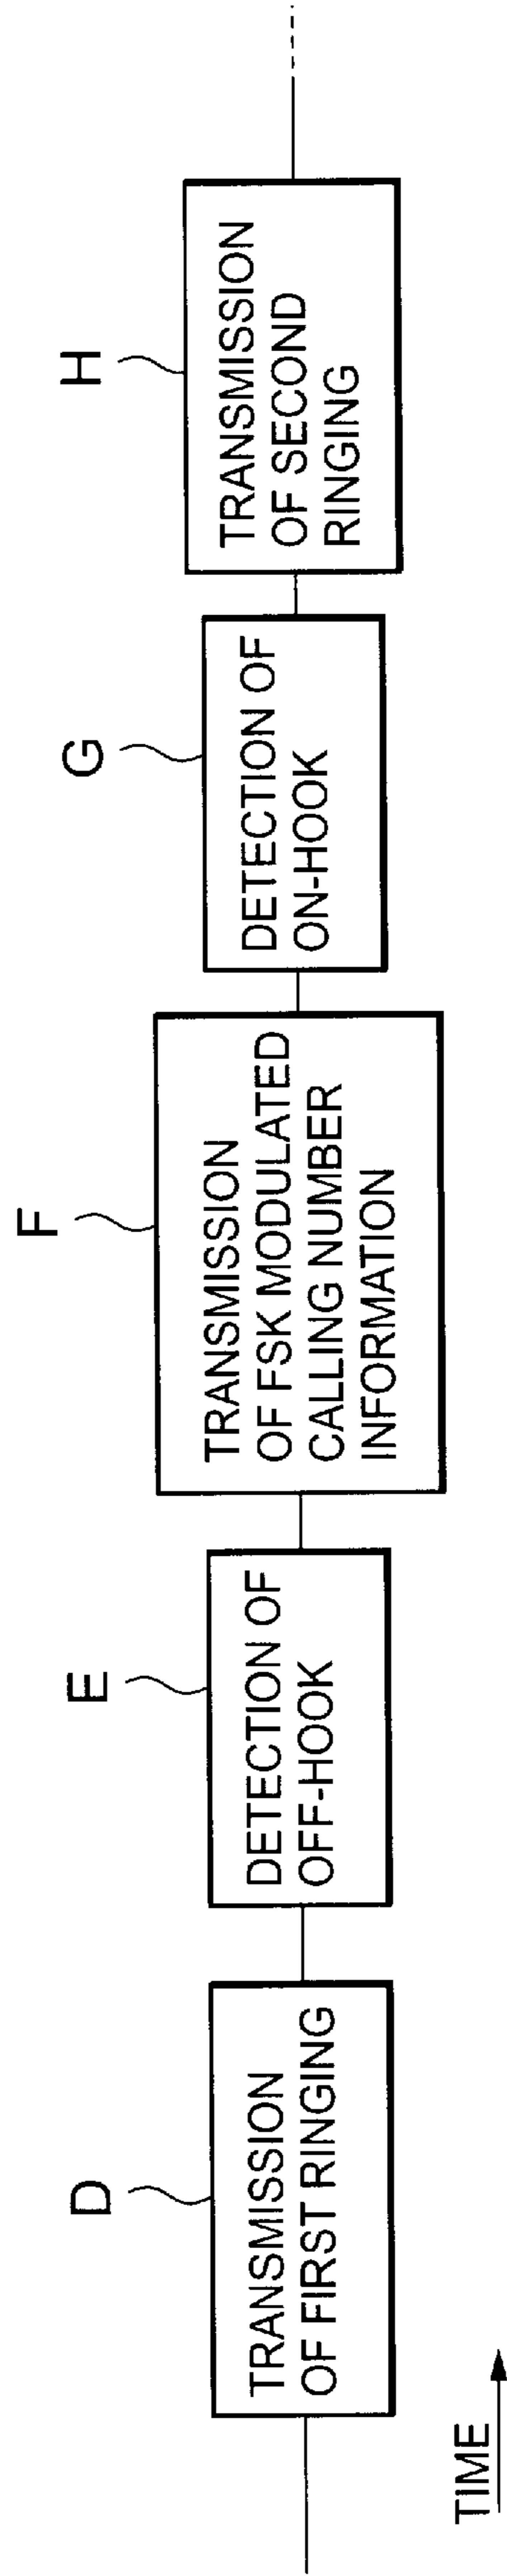 D
TRANSMISSION
OF FIRST RINGING
E
DETECTION OF
OFF-HOOK
F
TRANSMISSION
OF FSK MODULATED
CALLING NUMBER
INFORMATION
G
DETECTION OF
ON-HOOK
H
TRANSMISSION
OF SECOND
RINGING
TIME